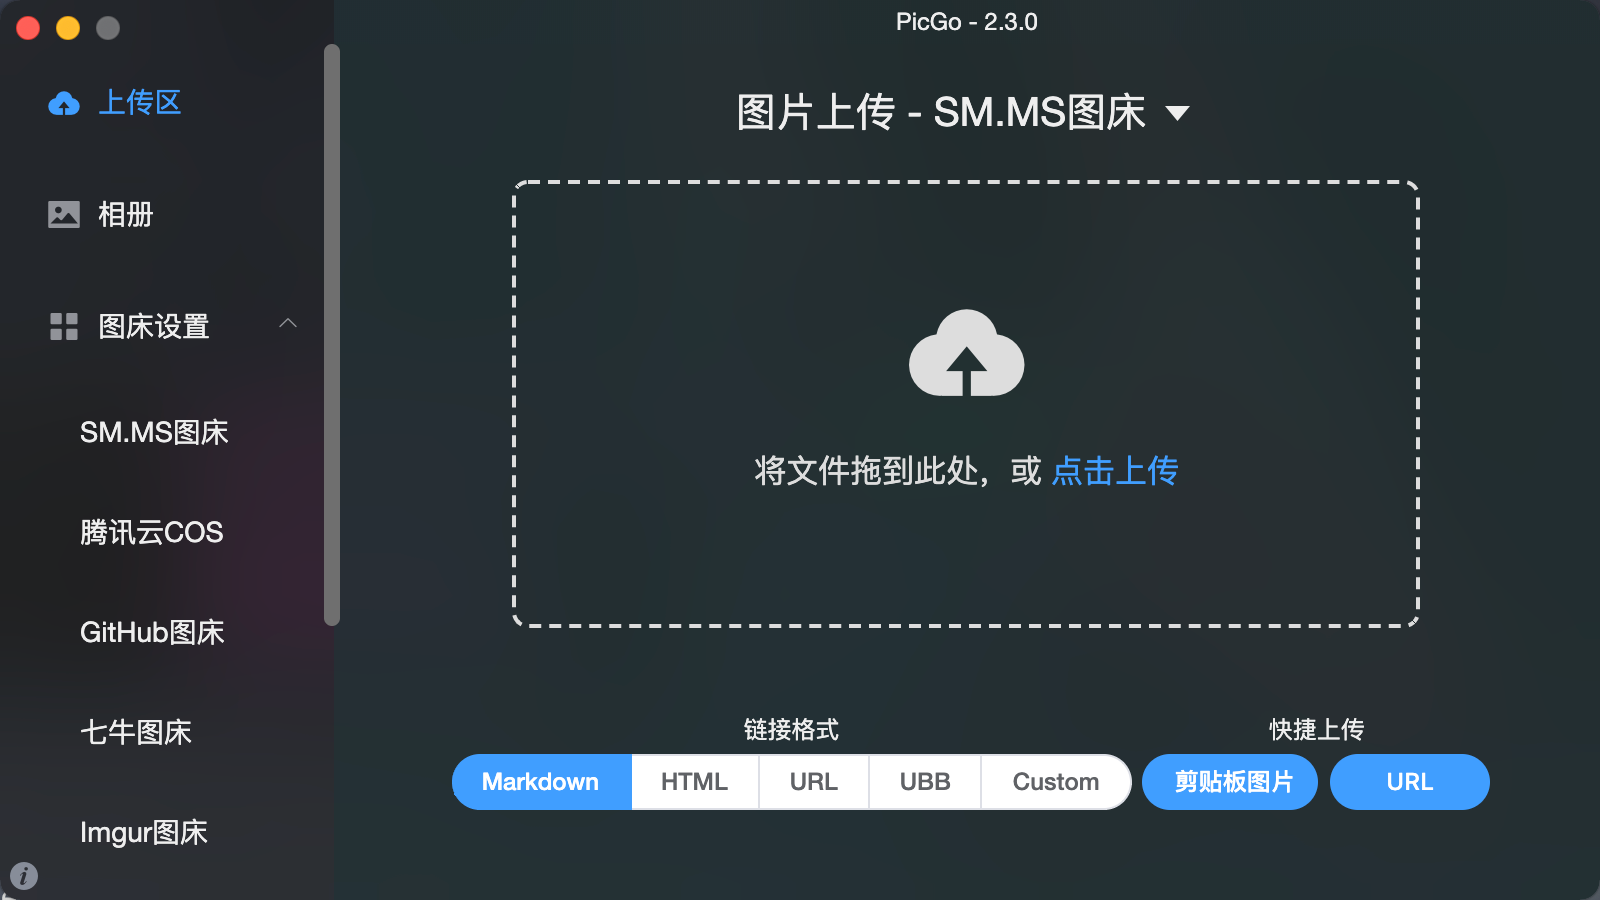 PicGo - 2.3.0
上传区
相册
图床设置
SM.MS图床
腾讯云COS
GitHub图床
七牛图床
Imgur图床
图片上传 - SM.MS图床
将文件拖到此处，或 点击上传
链接格式
Markdown HTML URL UBB Custom
快捷上传
剪贴板图片 URL